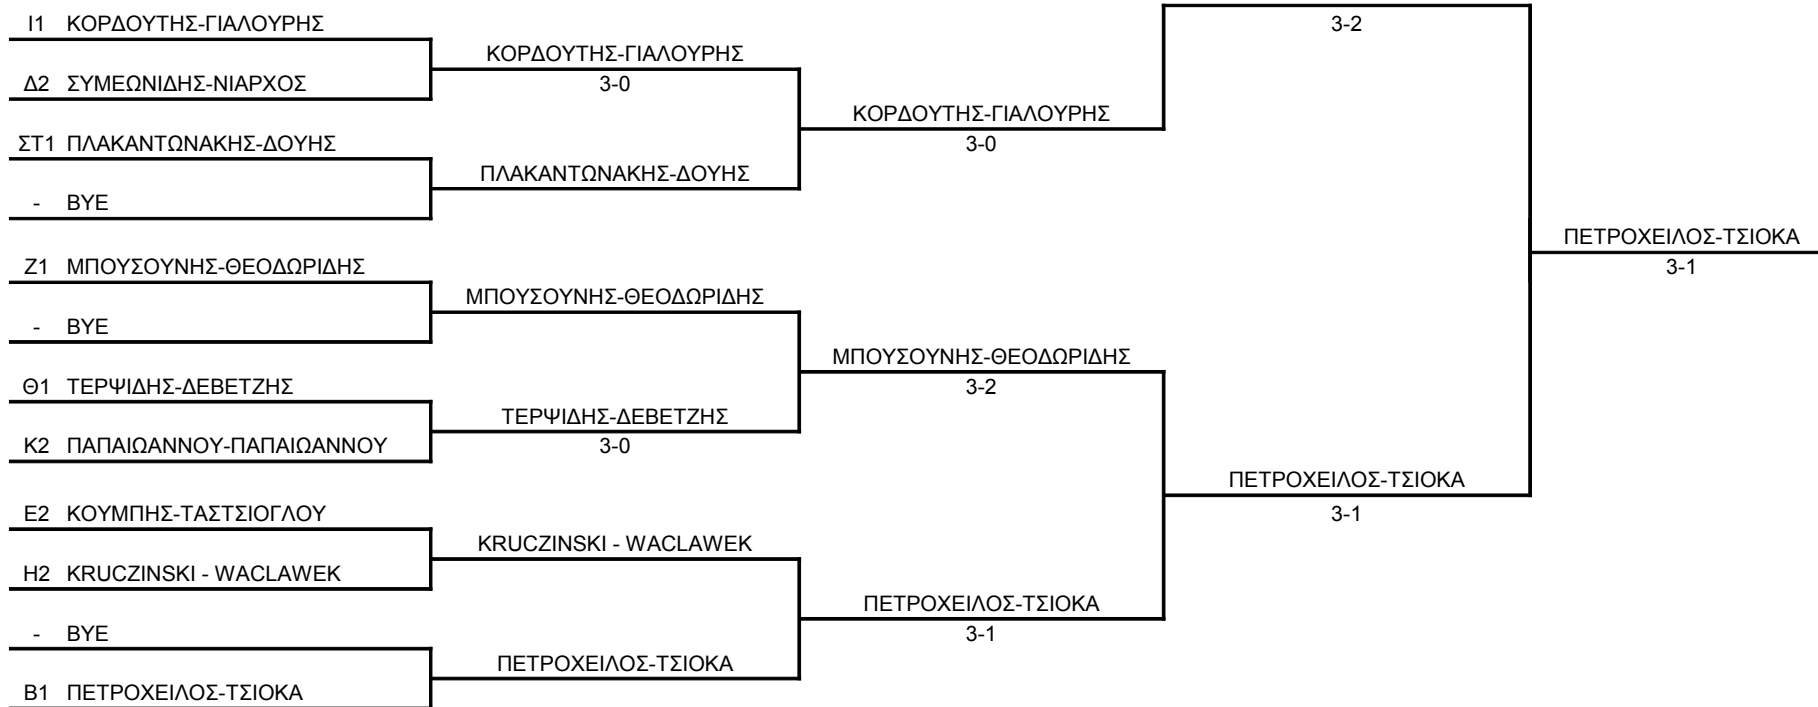 Ι1 ΚΟΡΔΟΥΤΗΣ-ΓΙΑΛΟΥΡΗΣ
Δ2 ΣΥΜΕΩΝΙΔΗΣ-ΝΙΑΡΧΟΣ
ΣΤ1 ΠΛΑΚΑΝΤΩΝΑΚΗΣ-ΔΟΥΗΣ
- BYE
Ζ1 ΜΠΟΥΣΟΥΝΗΣ-ΘΕΟΔΩΡΙΔΗΣ
- BYE
Θ1 ΤΕΡΨΙΔΗΣ-ΔΕΒΕΤΖΗΣ
Κ2 ΠΑΠΑΙΩΑΝΝΟΥ-ΠΑΠΑΙΩΑΝΝΟΥ
Ε2 ΚΟΥΜΠΗΣ-ΤΑΣΤΣΙΟΓΛΟΥ
Η2 KRUCZINSKI - WACLAWEK
- BYE
Β1 ΠΕΤΡΟΧΕΙΛΟΣ-ΤΣΙΟΚΑ
ΚΟΡΔΟΥΤΗΣ-ΓΙΑΛΟΥΡΗΣ
3-0
ΠΛΑΚΑΝΤΩΝΑΚΗΣ-ΔΟΥΗΣ
ΜΠΟΥΣΟΥΝΗΣ-ΘΕΟΔΩΡΙΔΗΣ
ΤΕΡΨΙΔΗΣ-ΔΕΒΕΤΖΗΣ
3-0
KRUCZINSKI - WACLAWEK
ΠΕΤΡΟΧΕΙΛΟΣ-ΤΣΙΟΚΑ
ΚΟΡΔΟΥΤΗΣ-ΓΙΑΛΟΥΡΗΣ
3-0
ΜΠΟΥΣΟΥΝΗΣ-ΘΕΟΔΩΡΙΔΗΣ
3-2
ΠΕΤΡΟΧΕΙΛΟΣ-ΤΣΙΟΚΑ
3-1
3-2
ΠΕΤΡΟΧΕΙΛΟΣ-ΤΣΙΟΚΑ
3-1
ΠΕΤΡΟΧΕΙΛΟΣ-ΤΣΙΟΚΑ
3-1